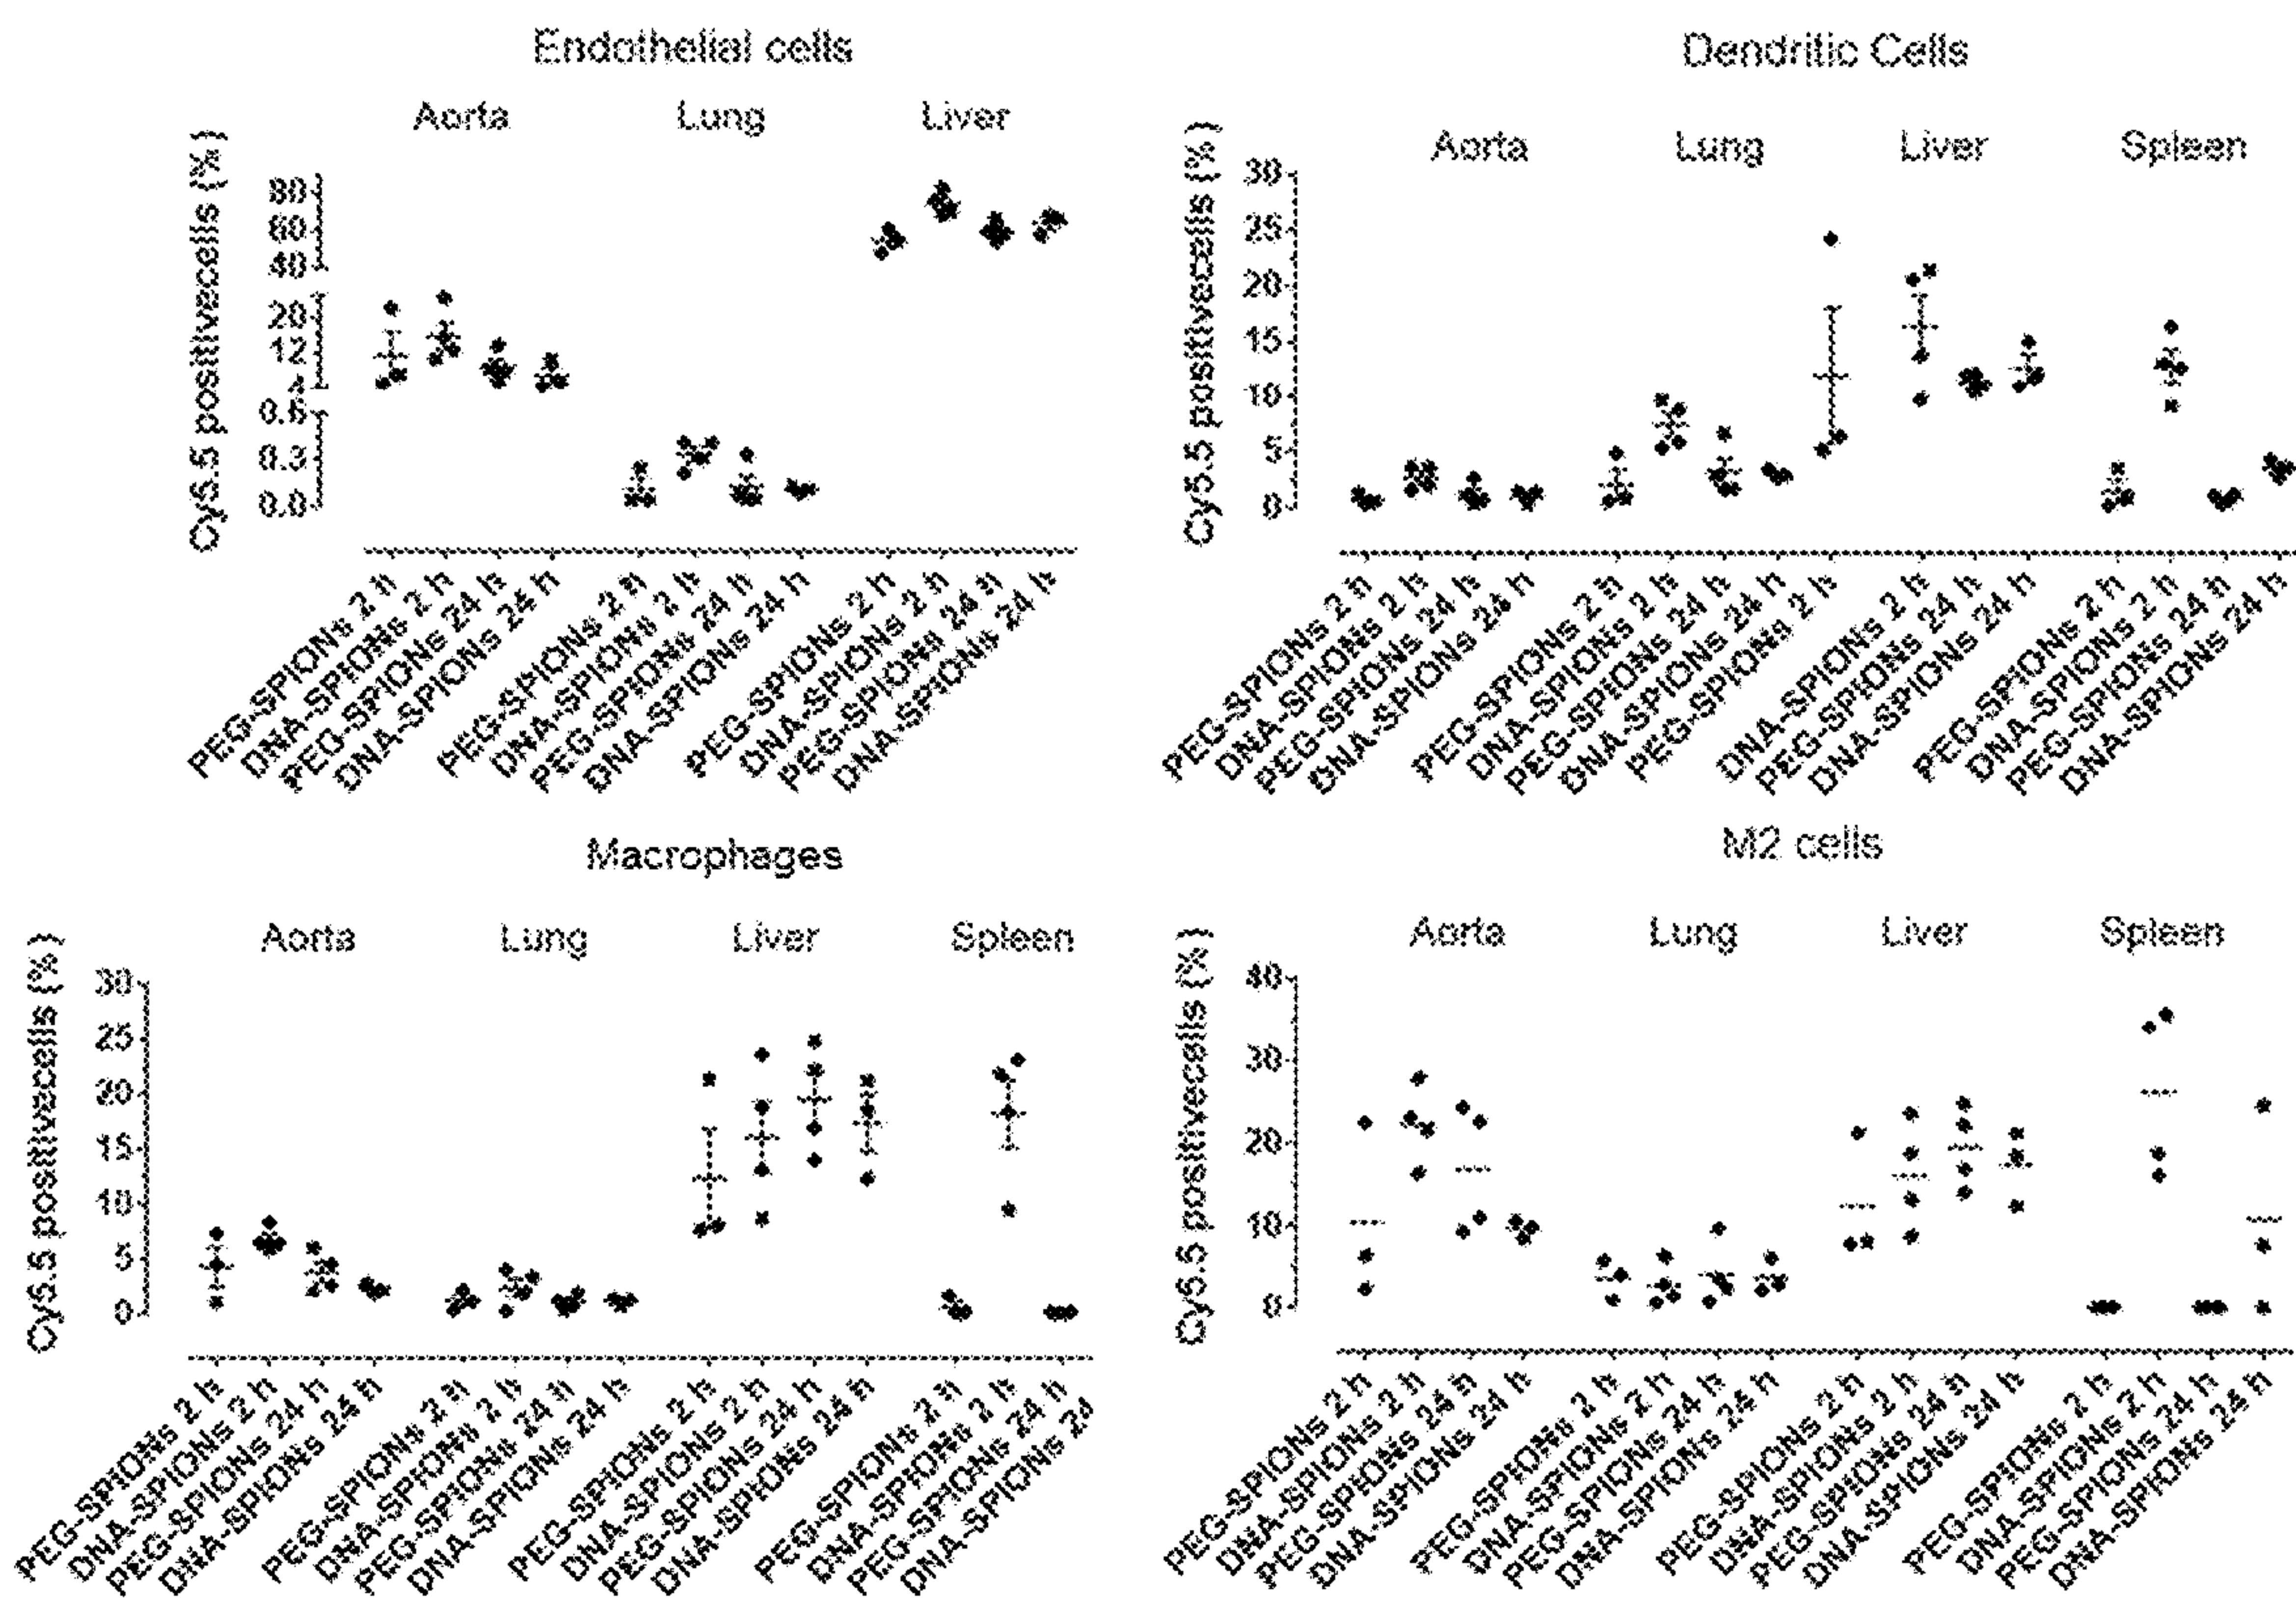 Endothelial cells
Aorta Lung Liver
Cy5.5 positivecells (%)
80
60
40
20
12
4
0.6
0.3
0.0
PEG-SPIONs 2 h
DNA-SPIONs 2 h
PEG-SPIONs 24 h
DNA-SPIONs 24 h
PEG-SPIONs 2 h
DNA-SPIONs 2 h
PEG-SPIONs 24 h
DNA-SPIONs 24 h
PEG-SPIONs 2 h
DNA-SPIONs 2 h
PEG-SPIONs 24 h
DNA-SPIONs 24 h
Dendritic Cells
Aorta Lung Liver Spleen
Cy5.5 positivecells (%)
30
25
20
15
10
5
0
PEG-SPIONs 2 h
DNA-SPIONs 2 h
PEG-SPIONs 24 h
DNA-SPIONs 24 h
PEG-SPIONs 2 h
DNA-SPIONs 2 h
PEG-SPIONs 24 h
DNA-SPIONs 24 h
PEG-SPIONs 2 h
DNA-SPIONs 2 h
PEG-SPIONs 24 h
DNA-SPIONs 24 h
PEG-SPIONs 2 h
DNA-SPIONs 2 h
PEG-SPIONs 24 h
DNA-SPIONs 24 h
Macrophages
Aorta Lung Liver Spleen
Cy5.5 positivecells (%)
30
25
20
15
10
5
0
PEG-SPIONs 2 h
DNA-SPIONs 2 h
PEG-SPIONs 24 h
DNA-SPIONs 24 h
PEG-SPIONs 2 h
DNA-SPIONs 2 h
PEG-SPIONs 24 h
DNA-SPIONs 24 h
PEG-SPIONs 2 h
DNA-SPIONs 2 h
PEG-SPIONs 24 h
DNA-SPIONs 24 h
PEG-SPIONs 2 h
DNA-SPIONs 2 h
PEG-SPIONs 24 h
DNA-SPIONs 24
M2 cells
Aorta Lung Liver Spleen
Cy5.5 positivecells (%)
40
30
20
10
0
PEG-SPIONs 2 h
DNA-SPIONs 2 h
PEG-SPIONs 24 h
DNA-SPIONs 24 h
PEG-SPIONs 2 h
DNA-SPIONs 2 h
PEG-SPIONs 24 h
DNA-SPIONs 24 h
PEG-SPIONs 2 h
DNA-SPIONs 2 h
PEG-SPIONs 24 h
DNA-SPIONs 24 h
PEG-SPIONs 2 h
DNA-SPIONs 2 h
PEG-SPIONs 24 h
DNA-SPIONs 24 h